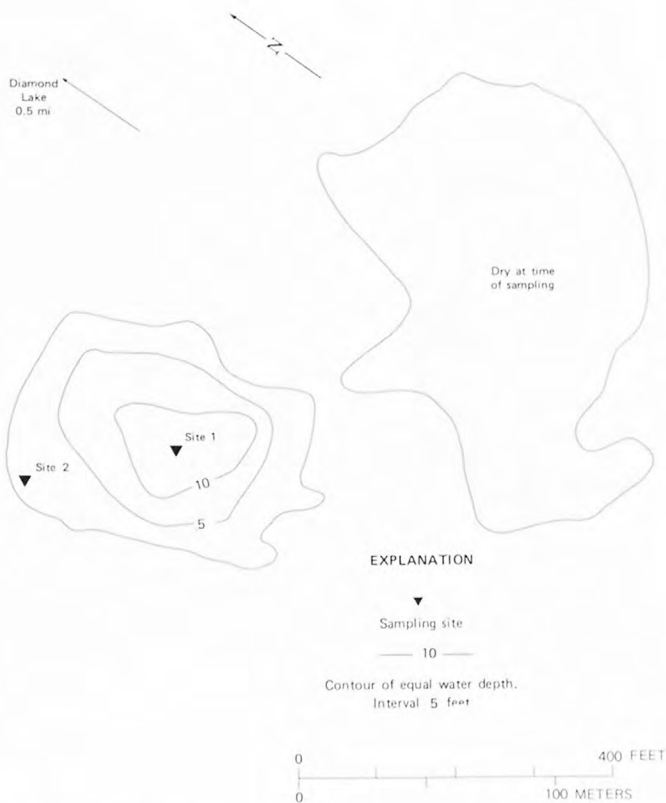 N
Diamond
Lake
0.5 mi
Dry at time
of sampling
Site 1
Site 2
10
5
EXPLANATION
Sampling site
10
Contour of equal water depth.
Interval 5 feet
0 400 FEET
0 100 METERS